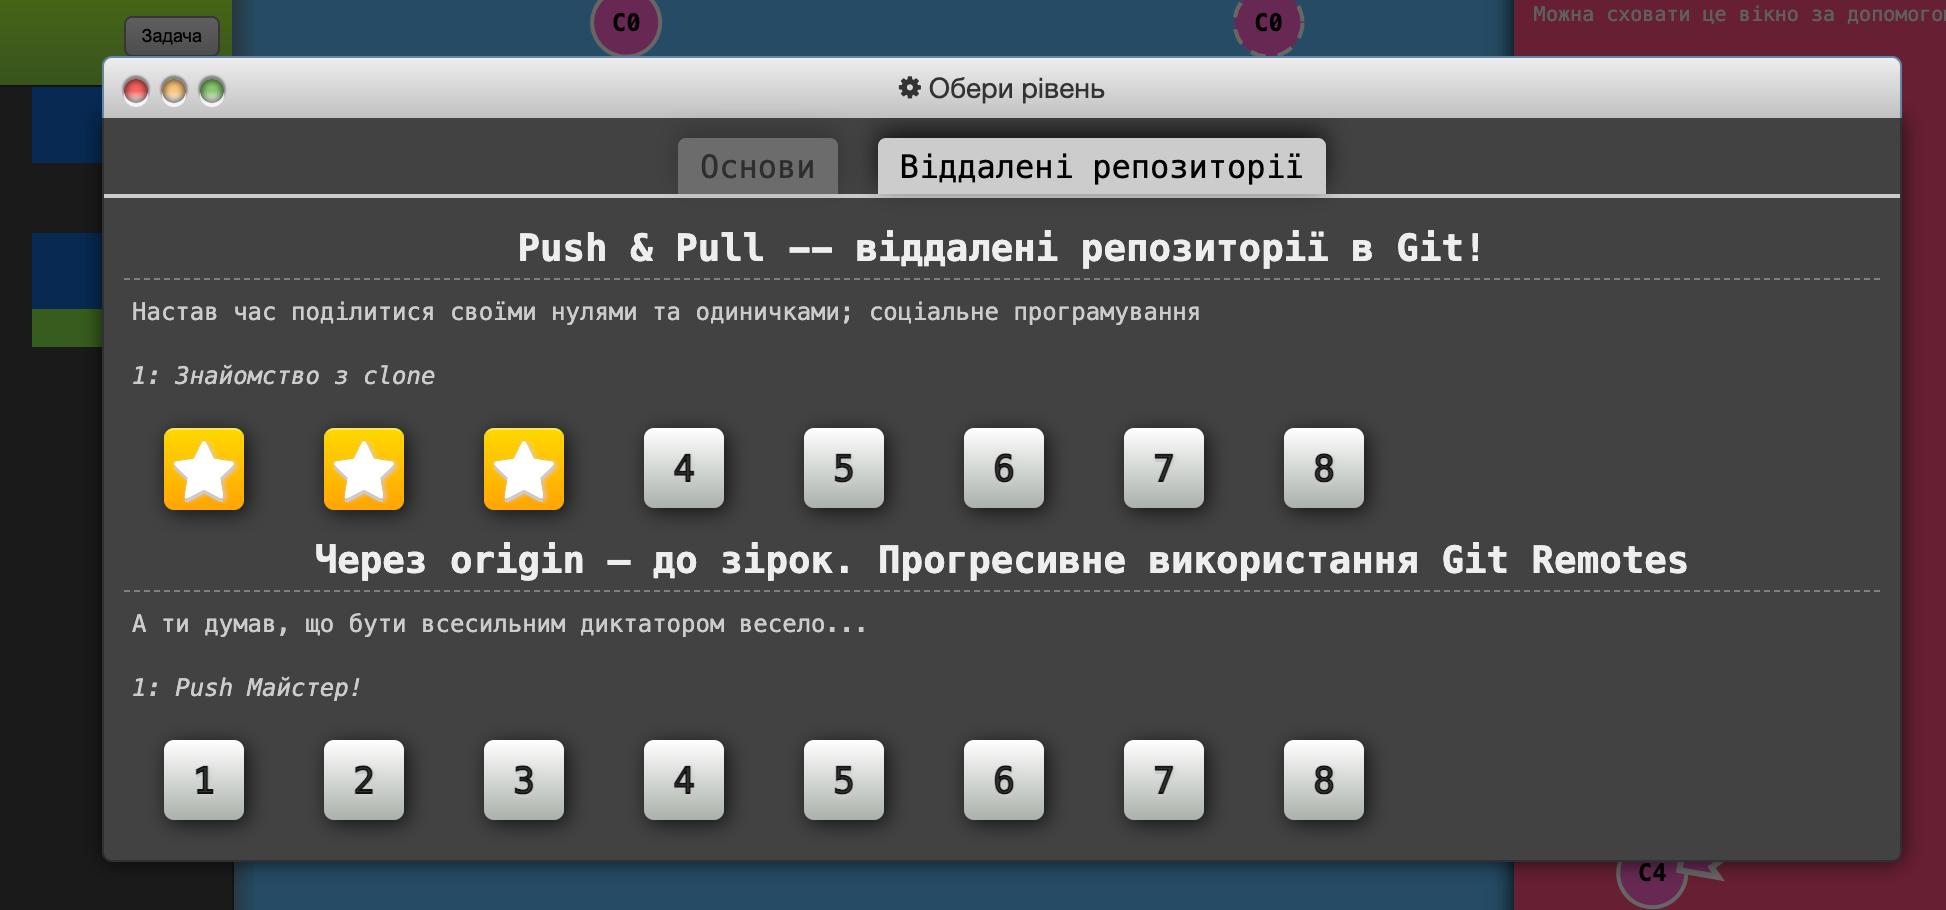 Задача
C0
C0
Можна сховати це вікно за
Обери рівень
Основи
Віддалені репозиторії
Push & Pull -- віддалені репозиторії в Git!
Настав час поділитися своїми нулями та одиничками; соціальне програмування
1: Знайомство з clone
4 5 6 7 8
Через origin – до зірок. Прогресивне використання Git Remotes
А ти думав, що бути всесильним диктатором весело...
1: Push Майстер!
1 2 3 4 5 6 7 8
C4